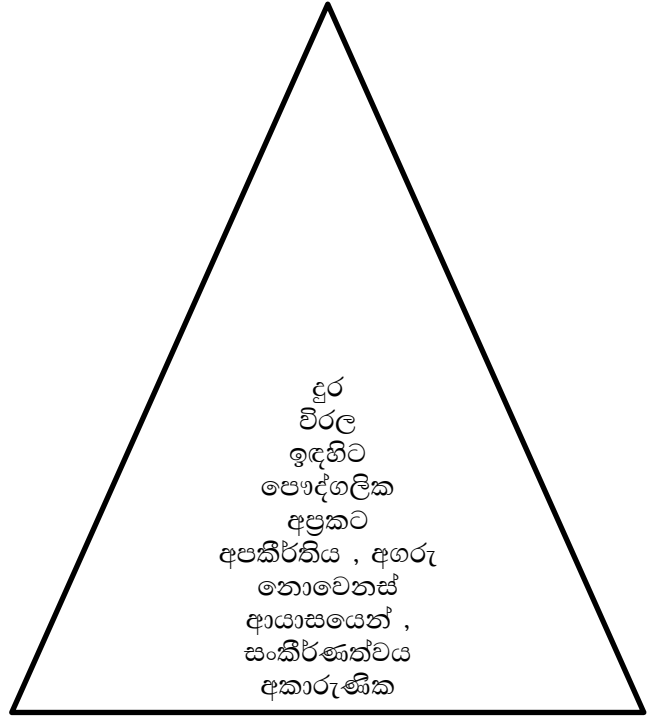 දුර
විරල
ඉඳහිට
පෞද්ගලික
අප්‍රකට
අපකීර්තිය , අගරු
නොවෙනස්
ආයාසයෙන් ,
සංකීර්ණත්වය
අකාරුණික